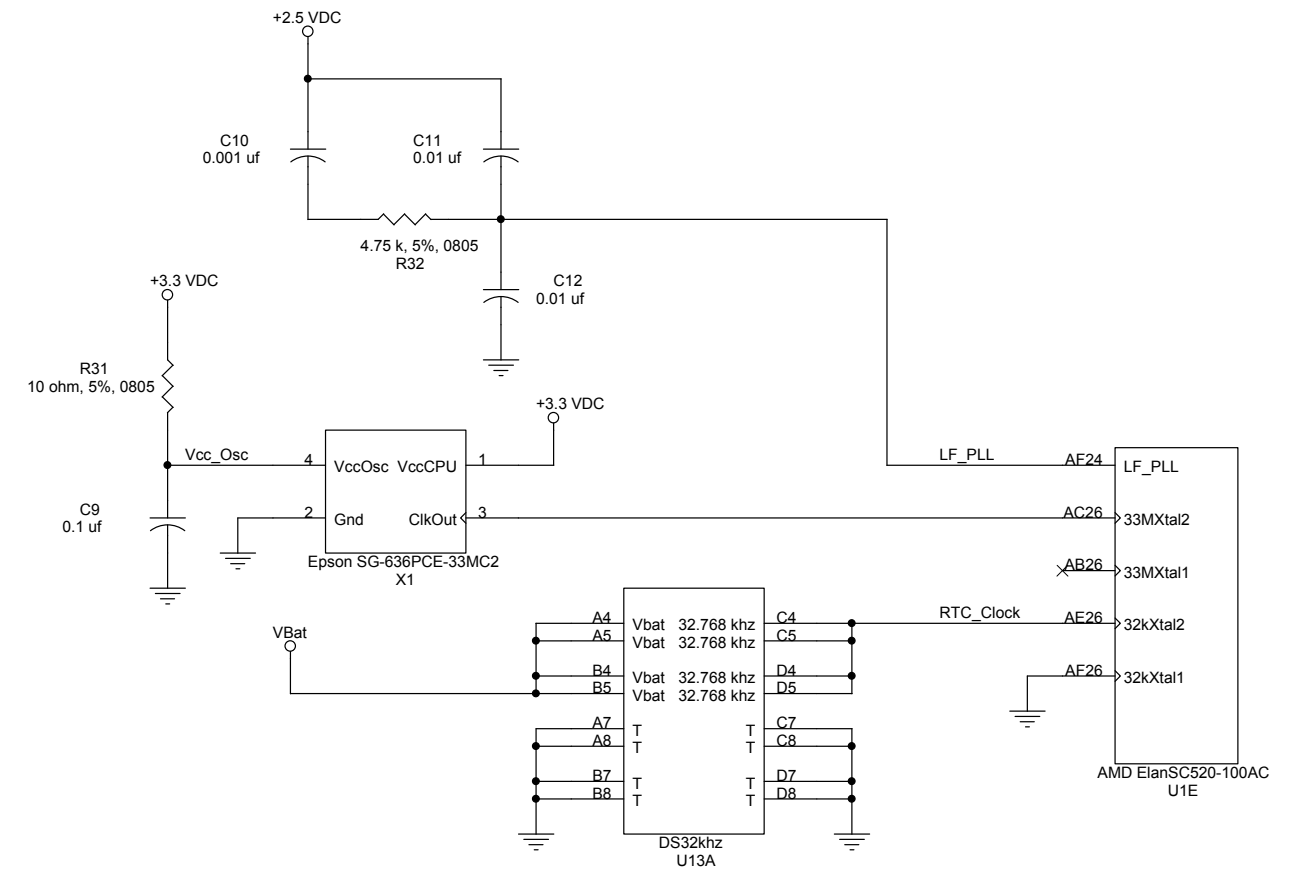 +2.5 VDC
C10
0.001 uf
C11
0.01 uf
4.75 k, 5%, 0805
R32
C12
0.01 uf
+3.3 VDC
R31
10 ohm, 5%, 0805
+3.3 VDC
Vcc_Osc
4
VccOsc VccCPU
1
C9
0.1 uf
2
Gnd
ClkOut
3
Epson SG-636PCE-33MC2
X1
LF_PLL
AF24
LF_PLL
AC26
33MXtal2
AB26
33MXtal1
RTC_Clock
AE26
32kXtal2
AF26
32kXtal1
AMD ElanSC520-100AC
U1E
VBat
A4 Vbat 32.768 khz C4
A5 Vbat 32.768 khz C5
B4 Vbat 32.768 khz D4
B5 Vbat 32.768 khz D5
A7 T T C7
A8 T T C8
B7 T T D7
B8 T T D8
DS32khz
U13A